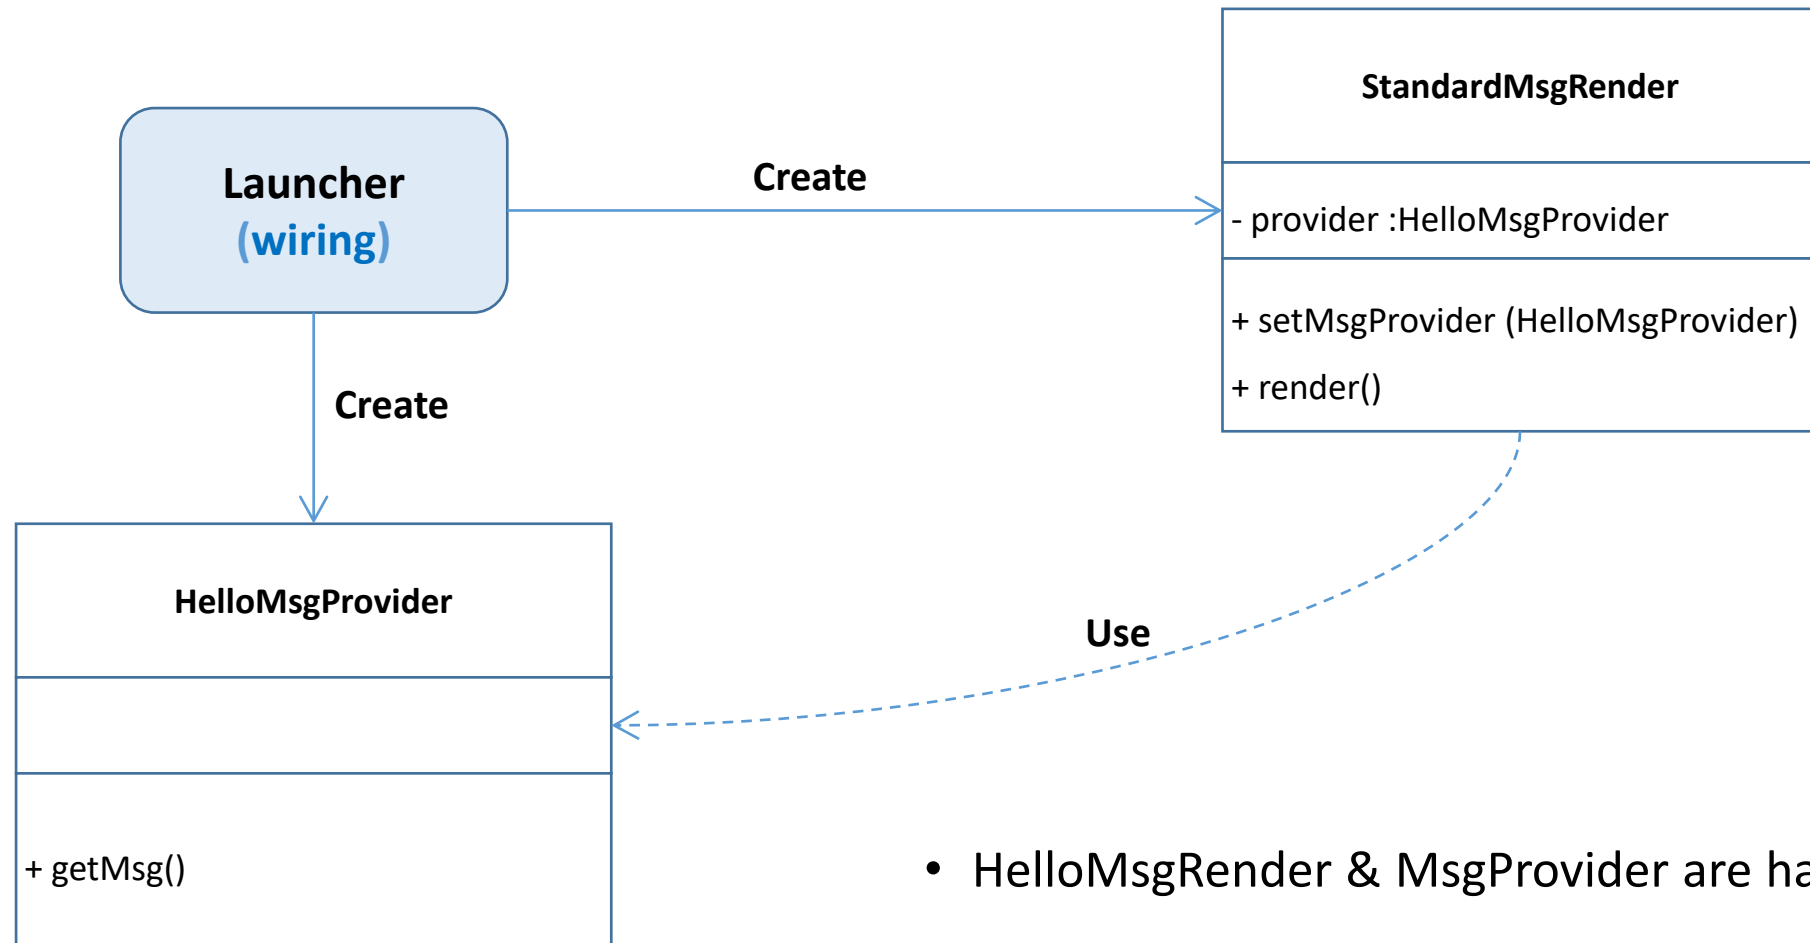 StandardMsgRender
- provider :HelloMsgProvider
+ setMsgProvider (HelloMsgProvider)
+ render()
Launcher
(wiring)
Create
Create
HelloMsgProvider
+ getMsg()
Use
• HelloMsgRender & MsgProvider are